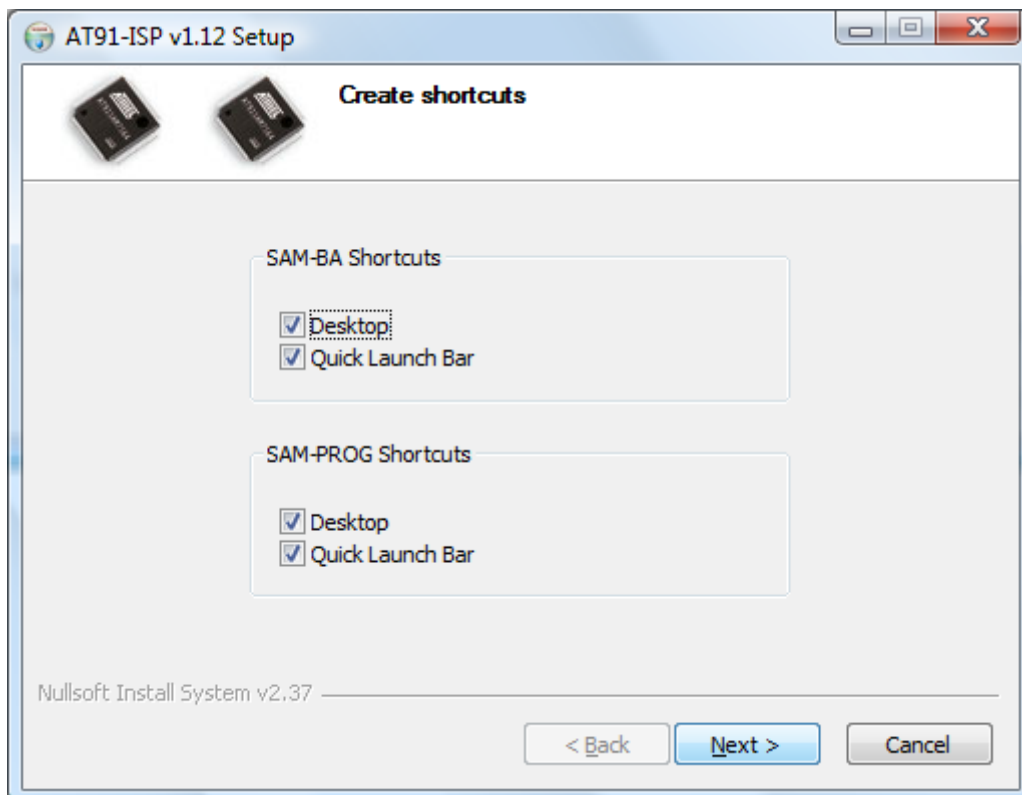 AT91-ISP v1.12 Setup
Create shortcuts
SAM-BA Shortcuts
Desktop
Quick Launch Bar
SAM-PROG Shortcuts
Desktop
Quick Launch Bar
Nullsoft Install System v2.37
< Back
Next >
Cancel